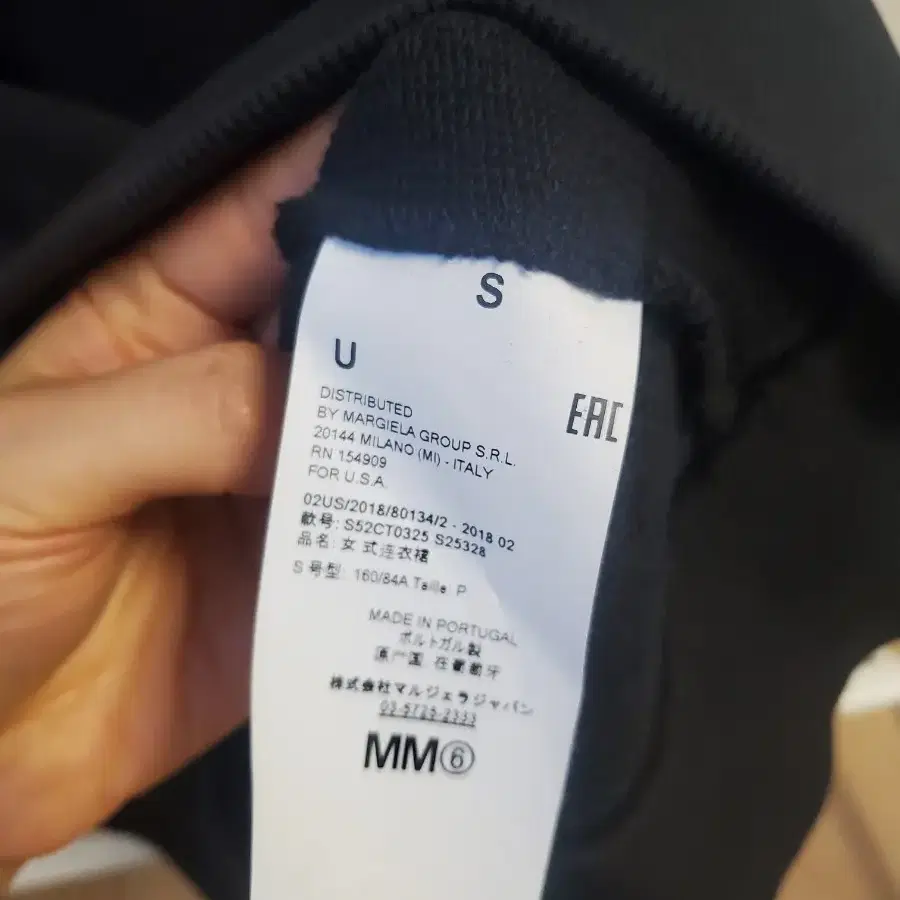 S
U
EAC
DISTRIBUTED
BY MARGIELA GROUP S.R.L.
20144 MILANO (MI) - ITALY
RN 154909
FOR U.S.A.
02US/2018/80134/2 - 2018 02
款号: S52CT0325 S25328
品名: 女 式连衣裙
S 号型: 160/84A Taille P
MADE IN PORTUGAL
ポルトガル製
原产国 在葡萄牙
株式会社マルジェラジャパン
03-5725-2353
MM⑥